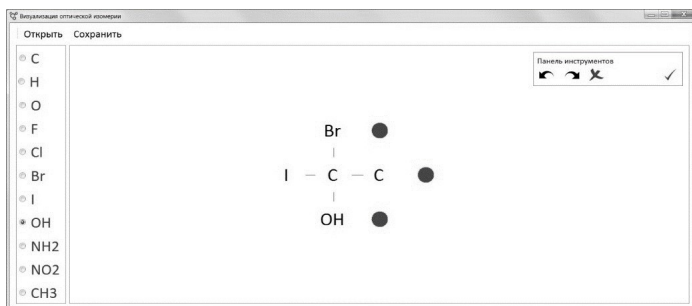 Визуализация оптической изомерии
Открыть Сохранить
C
H
O
F
Cl
Br
I
OH
NH2
NO2
CH3
Панель инструментов
Br
I — C — C
OH